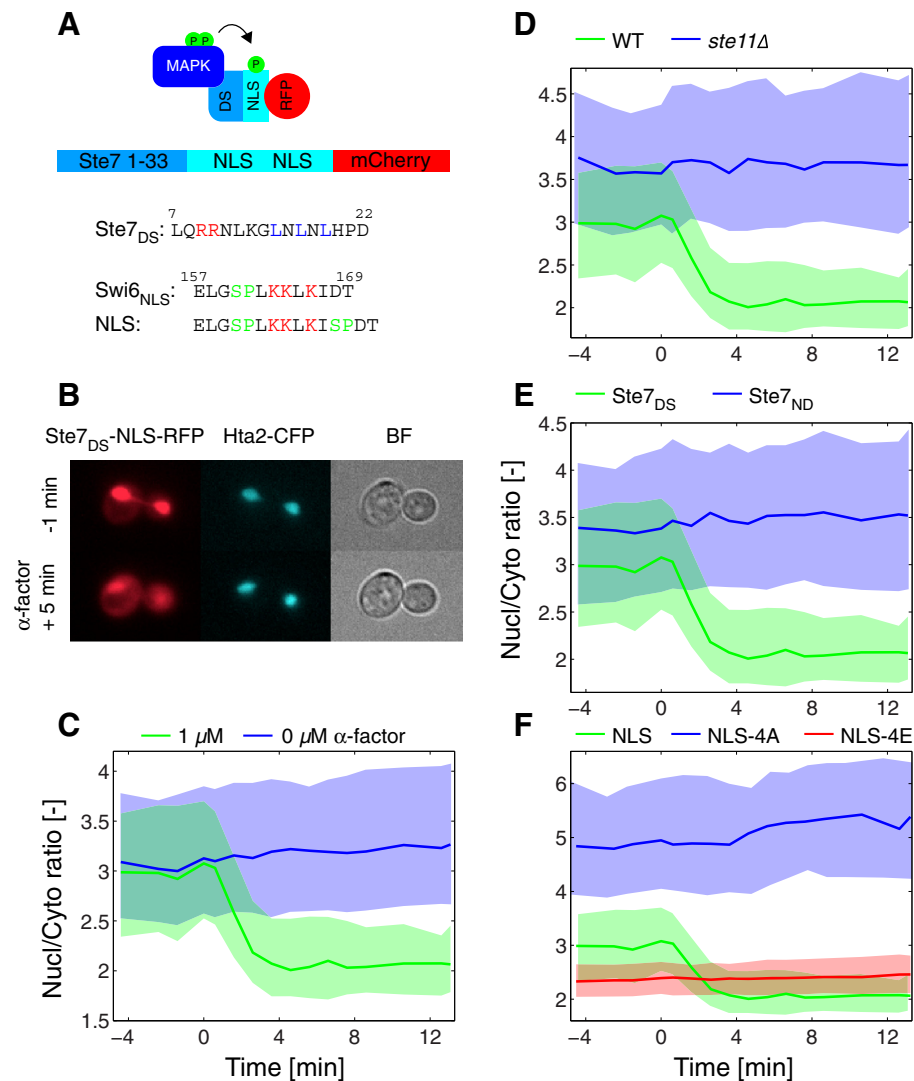 A
P P
MAPK
P
DS
NLS
RFP
Ste7 1-33 NLS NLS mCherry
7 22
Ste7DS: LQRRNLKGLNLNLHPD
157 169
Swi6NLS: ELGSPLKKLKIDT
NLS: ELGSPLKKLKISPDT
B
Ste7DS-NLS-RFP Hta2-CFP BF
-1 min
α-factor
+ 5 min
C
1 µM 0 µM α-factor
Nucl/Cyto ratio [-]
4
3.5
3
2.5
2
1.5
−4 0 4 8 12
Time [min]
D
WT ste11Δ
4.5
4
3.5
3
2.5
2
−4 0 4 8 12
E
Ste7DS Ste7ND
Nucl/Cyto ratio [-]
4
3.5
3
2.5
2
−4 0 4 8 12
F
NLS NLS-4A NLS-4E
6
5
4
3
2
−4 0 4 8 12
Time [min]